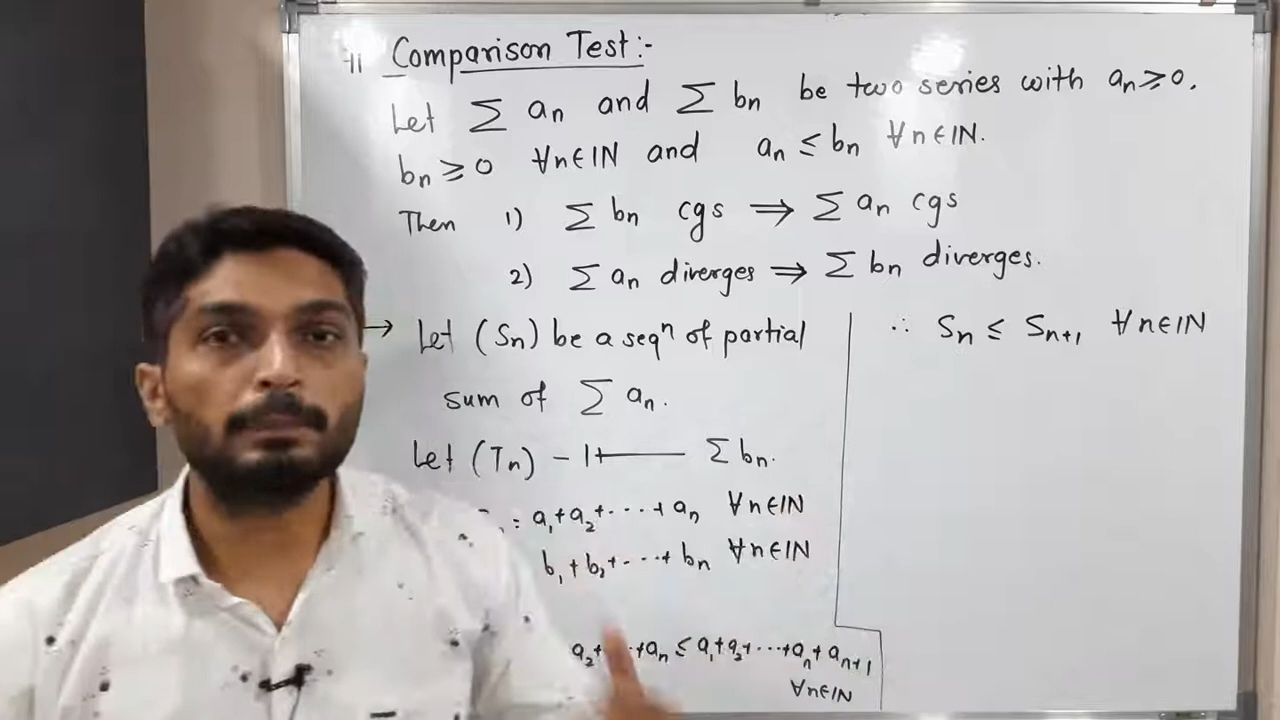 Comparison Test:-
Let ∑ an and ∑ bn be two series with an ≥ 0,
bn ≥ 0 ∀n∈IN and an ≤ bn ∀n∈IN.
Then 1) ∑ bn cgs ⇒ ∑ an cgs
2) ∑ an diverges ⇒ ∑ bn diverges.
→ Let (Sn) be a seqⁿ of partial
sum of ∑ an.
Let (Tn) –||— ∑ bn.
= a₁+a₂+···+an ∀n∈IN
b₁+b₂+···+bn ∀n∈IN
a₂+ +an ≤ a₁+a₂+···+an+an+1
∀n∈IN
∴ Sn ≤ Sn+1 ∀n∈IN